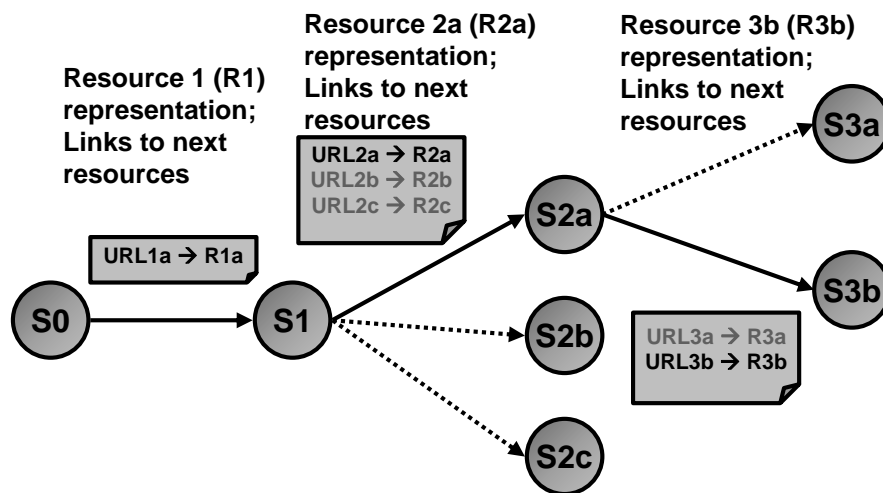 Resource 1 (R1)
representation;
Links to next
resources
Resource 2a (R2a)
representation;
Links to next
resources
Resource 3b (R3b)
representation;
Links to next
resources
URL1a → R1a
URL2a → R2a
URL2b → R2b
URL2c → R2c
URL3a → R3a
URL3b → R3b
S0
S1
S2a
S2b
S2c
S3a
S3b